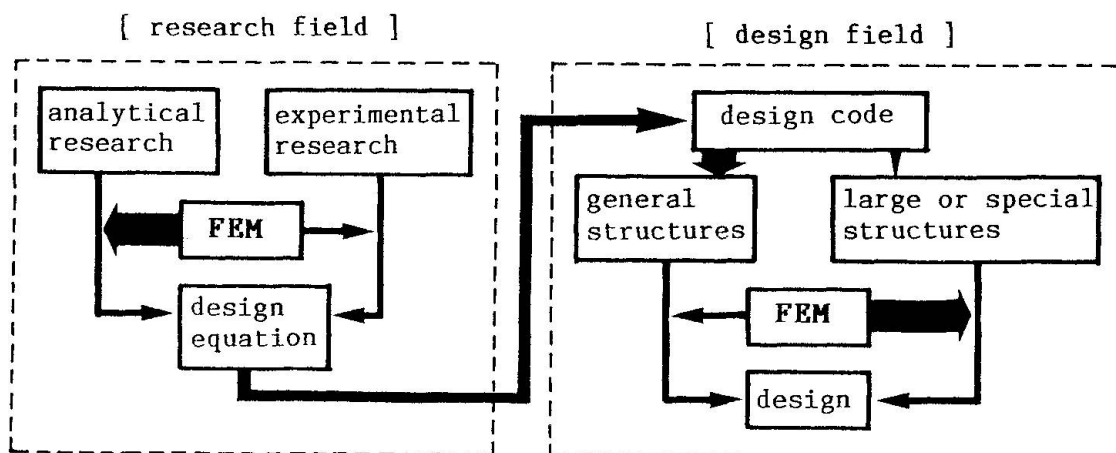 [ research field ]
analytical
research
experimental
research
FEM
design
equation
[ design field ]
design code
general
structures
large or special
structures
FEM
design